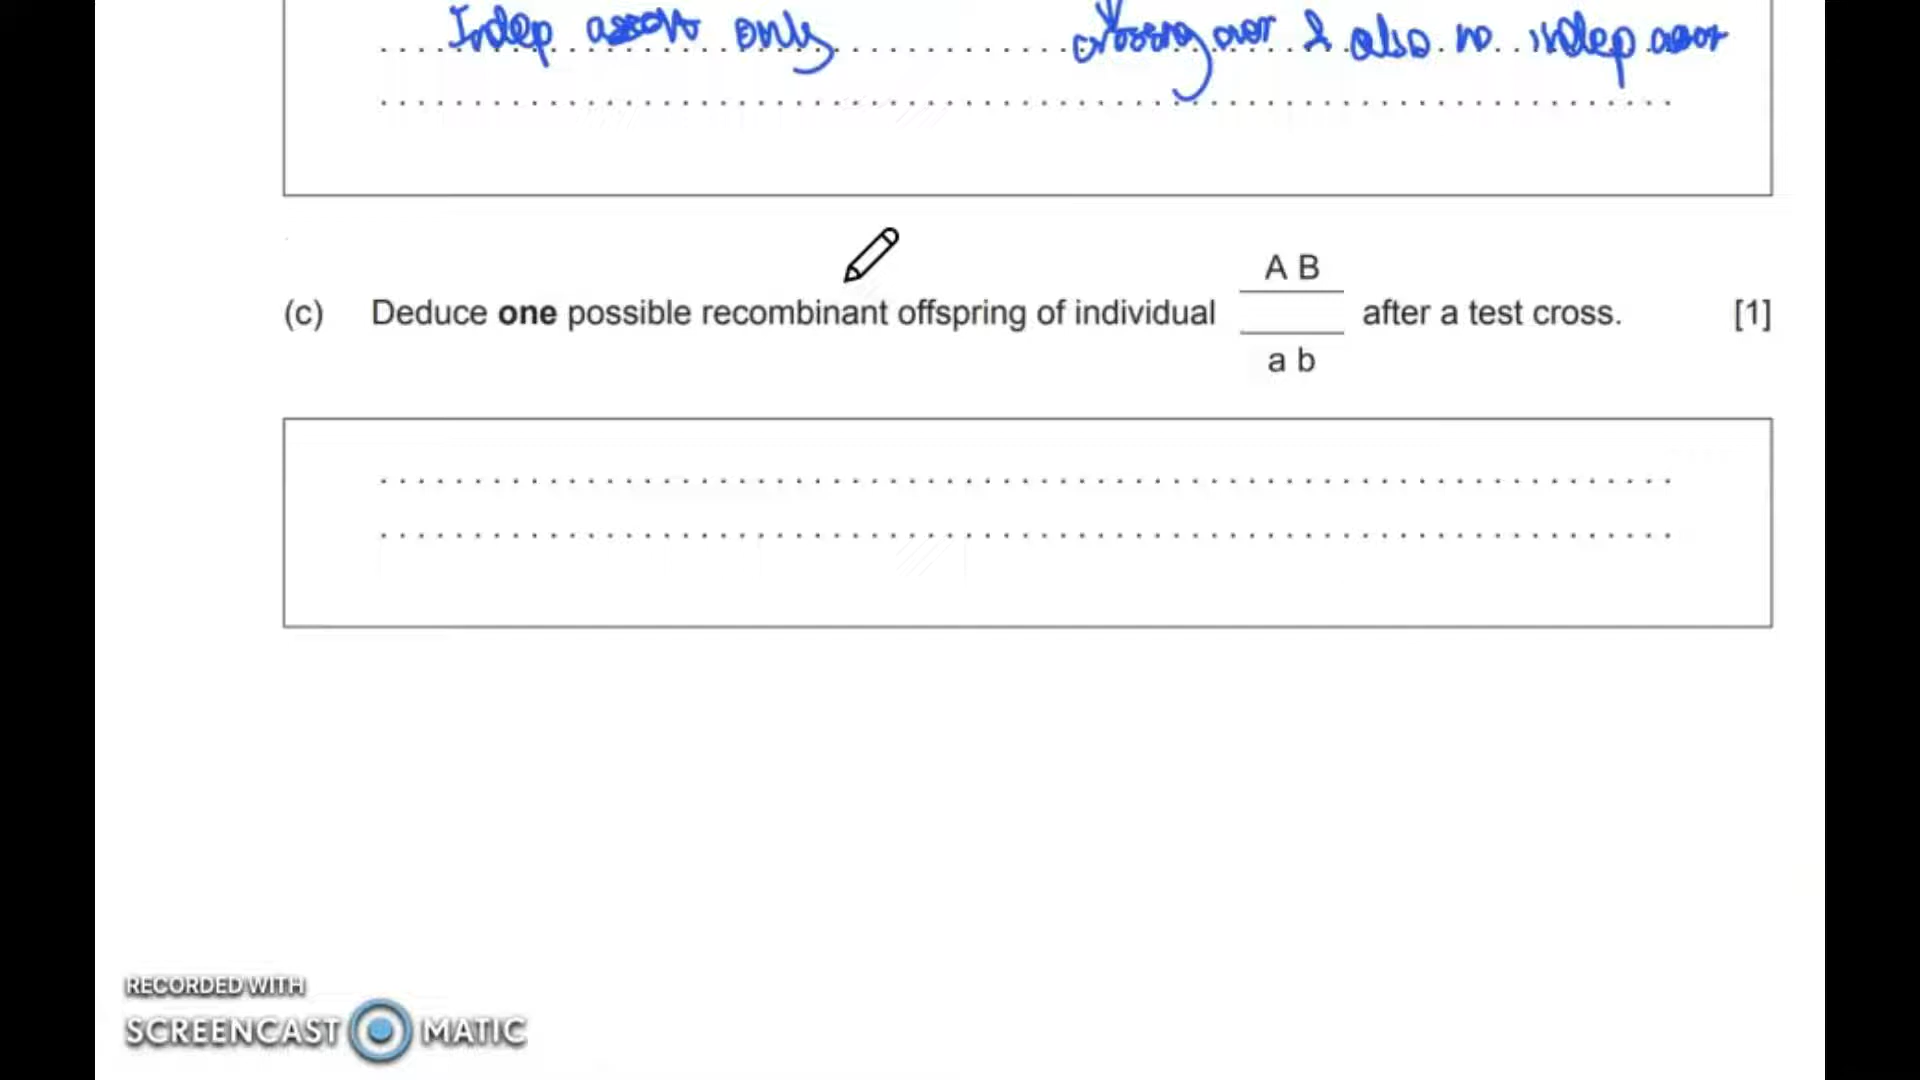 Indep assort only crossing over & also no indep assor
A B
(c) Deduce one possible recombinant offspring of individual after a test cross. [1]
a b
RECORDED WITH
SCREENCAST MATIC